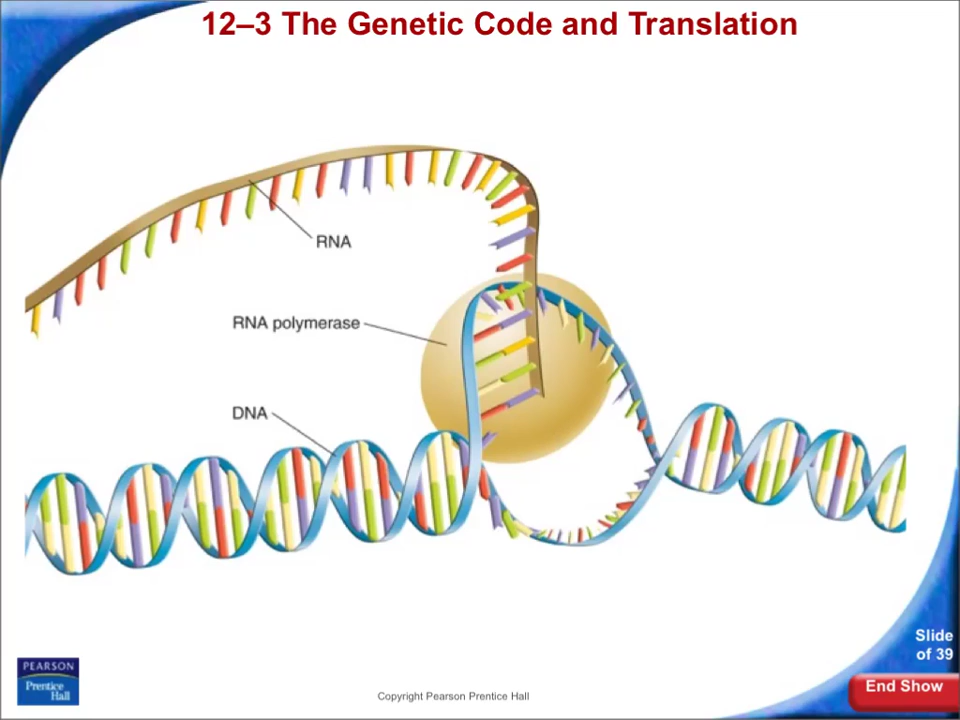 12–3 The Genetic Code and Translation
RNA
RNA polymerase
DNA
Slide
of 39
End Show
PEARSON
Prentice
Hall
Copyright Pearson Prentice Hall